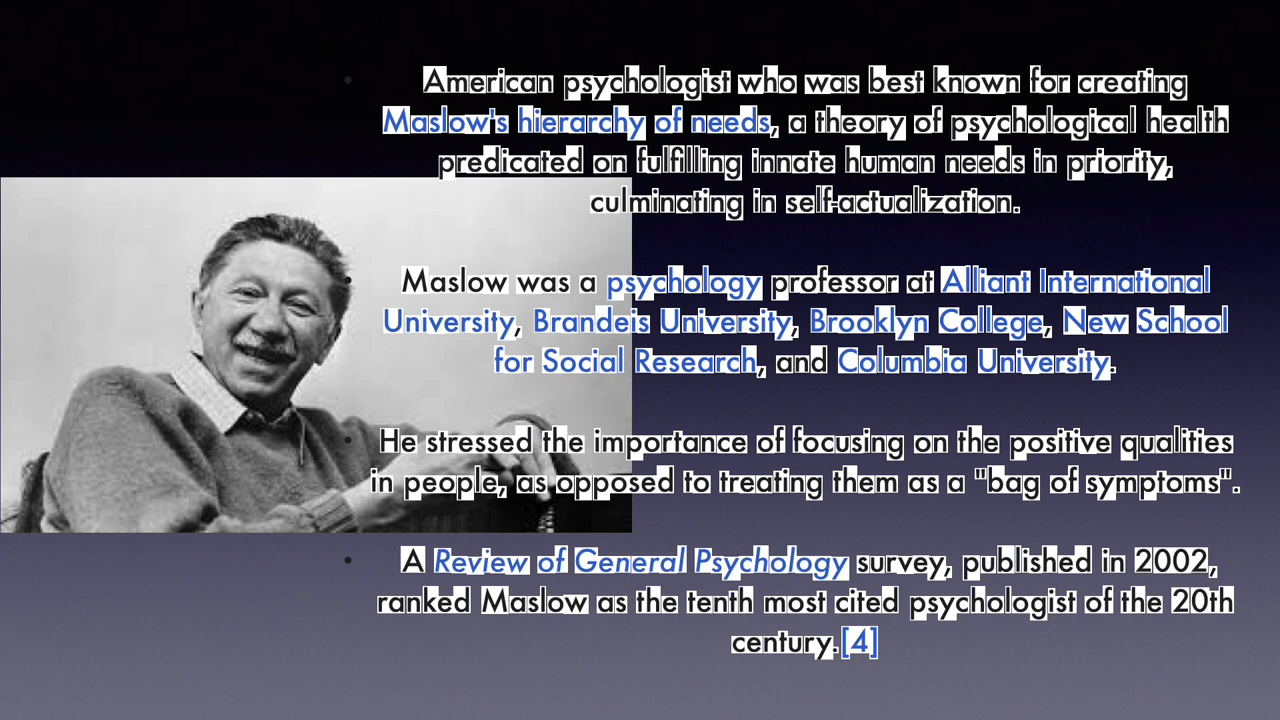 American psychologist who was best known for creating
Maslow's hierarchy of needs, a theory of psychological health
predicated on fulfilling innate human needs in priority,
culminating in self-actualization.
Maslow was a psychology professor at Alliant International
University, Brandeis University, Brooklyn College, New School
for Social Research, and Columbia University.
He stressed the importance of focusing on the positive qualities
in people, as opposed to treating them as a "bag of symptoms".
A Review of General Psychology survey, published in 2002,
ranked Maslow as the tenth most cited psychologist of the 20th
century.[4]